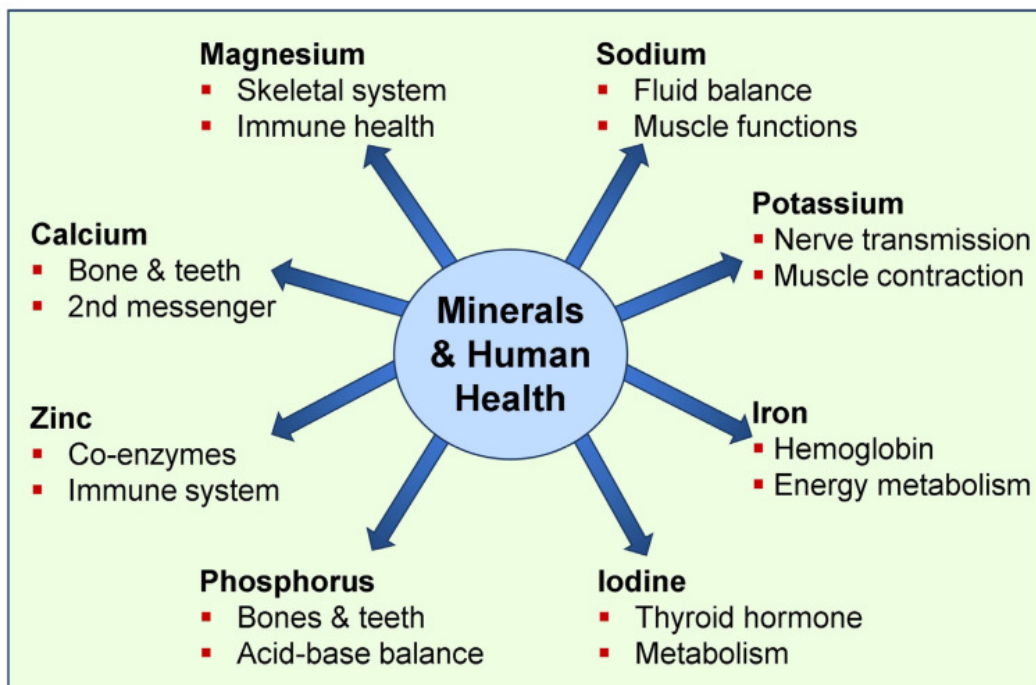 Magnesium
▪ Skeletal system
▪ Immune health
Sodium
▪ Fluid balance
▪ Muscle functions
Calcium
▪ Bone & teeth
▪ 2nd messenger
Potassium
▪ Nerve transmission
▪ Muscle contraction
Minerals
& Human
Health
Zinc
▪ Co-enzymes
▪ Immune system
Iron
▪ Hemoglobin
▪ Energy metabolism
Phosphorus
▪ Bones & teeth
▪ Acid-base balance
Iodine
▪ Thyroid hormone
▪ Metabolism